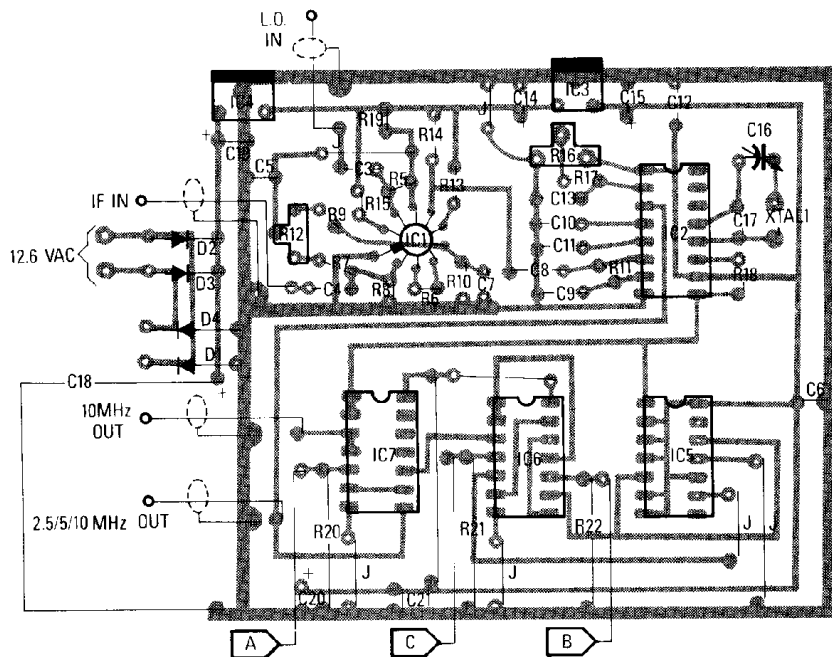 L.O.
IN
IC4
IC3
R19
J
R14
J
C14
C15
C12
C16
C19
C5
J
C3
R5
R13
R16
R17
IF IN
R15
C13
C17
XTAL1
R12
R9
IC1
C10
IC2
12.6 VAC
D2
C11
D3
C4
R8
R6
R10
C7
C8
R11
R18
C9
D4
D1
C18
C6
10MHz
OUT
IC7
IC6
IC5
2.5/5/10 MHz OUT
R20
R21
R22
J
J
J
J
C20
C21
A
C
B